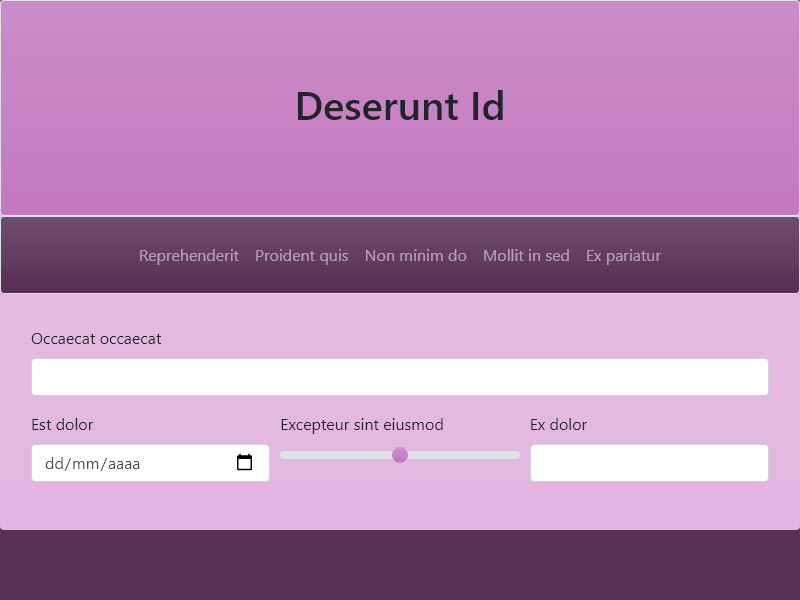 Deserunt Id
Reprehenderit Proident quis Non minim do Mollit in sed Ex pariatur
Occaecat occaecat
Est dolor Excepteur sint eiusmod Ex dolor
dd/mm/aaaa